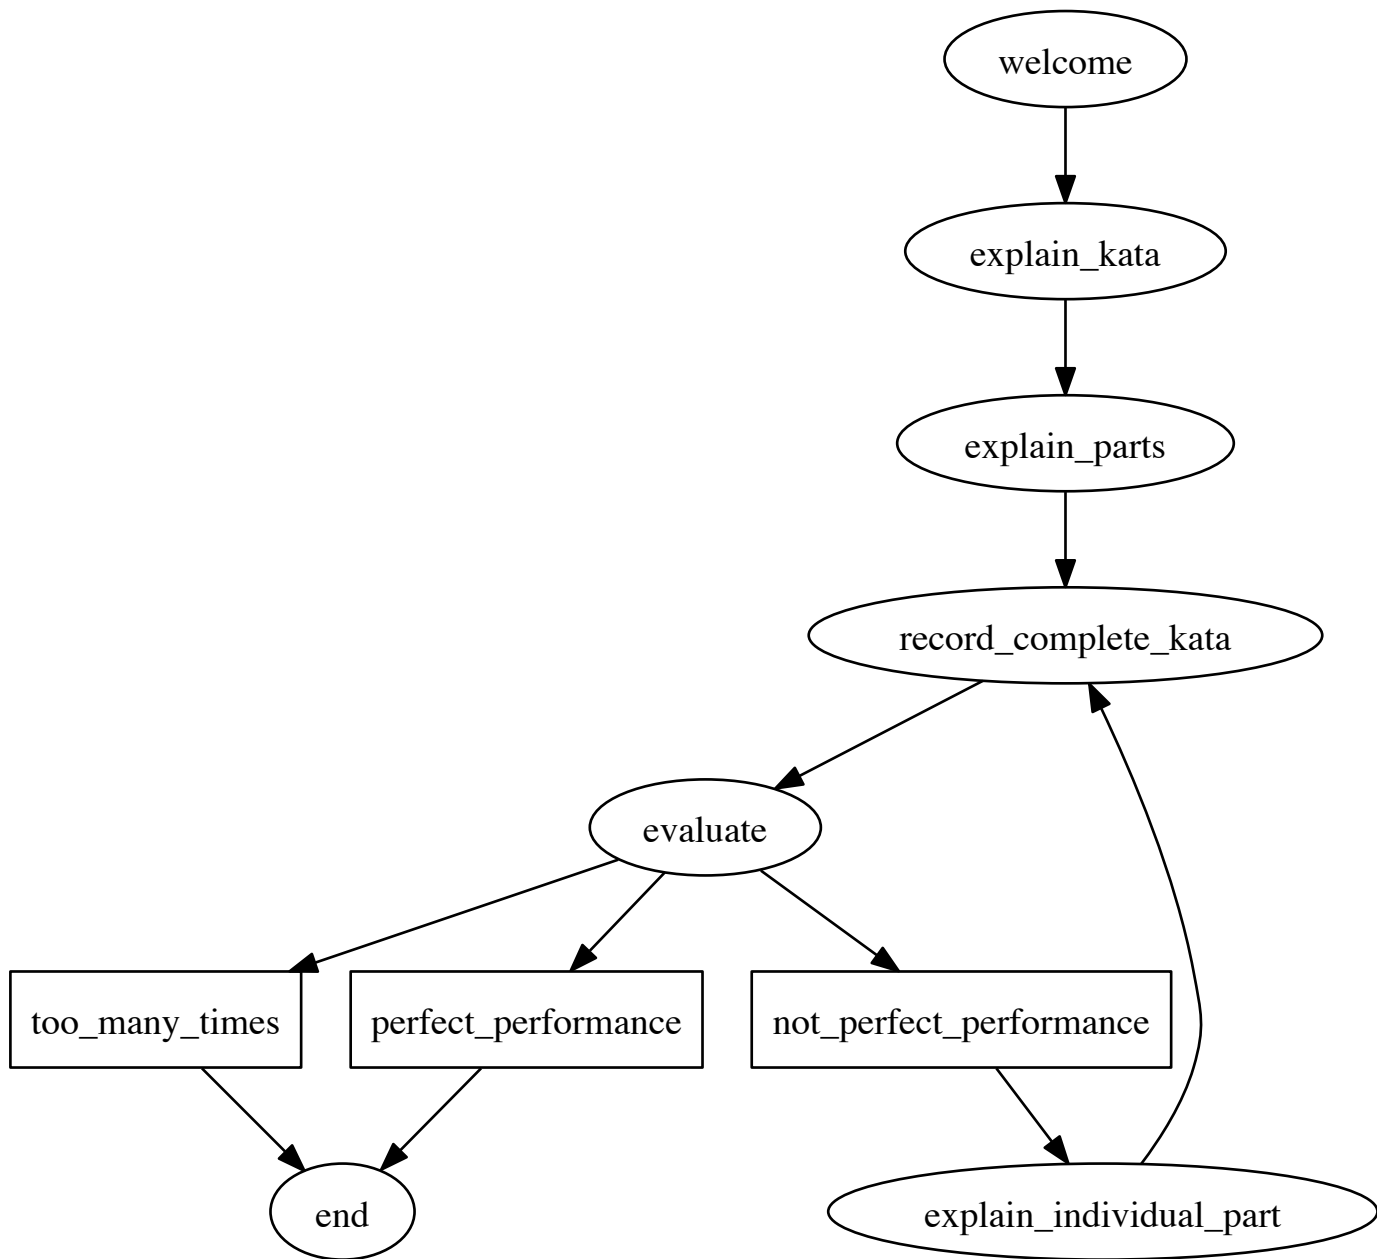 welcome
explain_kata
explain_parts
record_complete_kata
evaluate
too_many_times
perfect_performance
not_perfect_performance
end
explain_individual_part